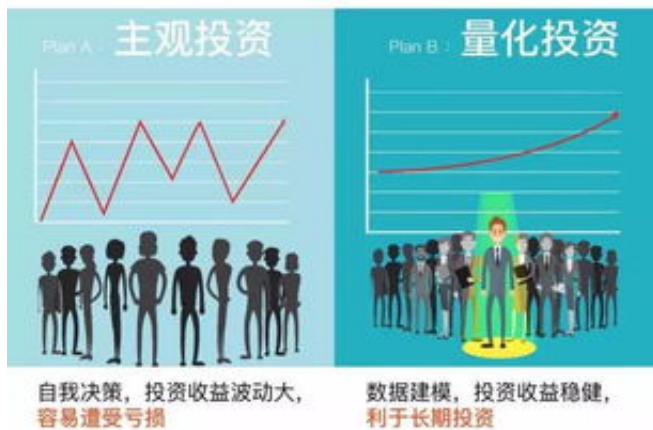 Plan A : 主观投资
Plan B : 量化投资
自我决策，投资收益波动大，
容易遭受亏损
数据建模，投资收益稳健，
利于长期投资